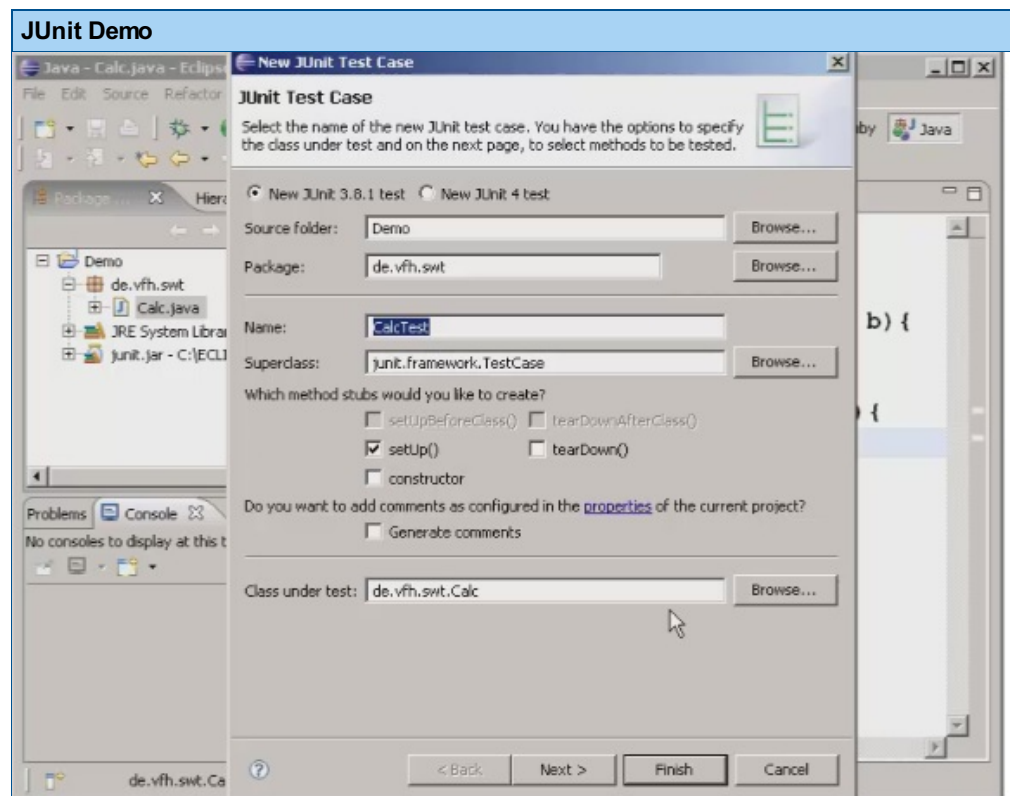 JUnit Demo
Java - Calc.java - Eclips
New JUnit Test Case
File Edit Source Refactor
JUnit Test Case
Select the name of the new JUnit test case. You have the options to specify
the class under test and on the next page, to select methods to be tested.
by Java
Package ... Hiera
New JUnit 3.8.1 test New JUnit 4 test
Source folder: Demo Browse...
Package: de.vfh.swt Browse...
Demo
de.vfh.swt
Calc.java
JRE System Librar
junit.jar - C:\ECLI
Name: CalcTest
b) {
Superclass: junit.framework.TestCase Browse...
Which method stubs would you like to create?
setUpBeforeClass() tearDownAfterClass()
) {
setUp() tearDown()
constructor
Do you want to add comments as configured in the properties of the current project?
Generate comments
Problems Console
No consoles to display at this t
Class under test: de.vfh.swt.Calc Browse...
< Back Next > Finish Cancel
de.vfh.swt.Ca